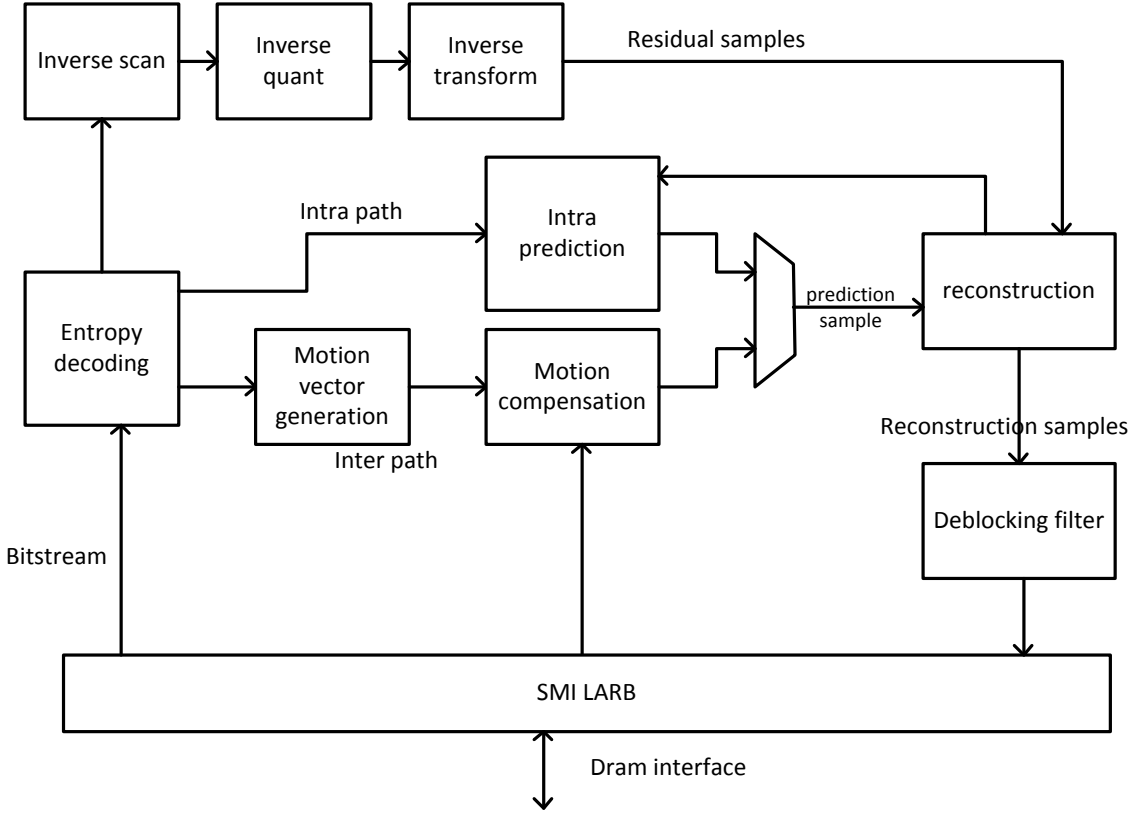 Inverse scan
Inverse
quant
Inverse
transform
Residual samples
Intra path
Intra
prediction
Entropy
decoding
Motion
vector
generation
Inter path
Motion
compensation
prediction
sample
reconstruction
Reconstruction samples
Deblocking filter
Bitstream
SMI LARB
Dram interface